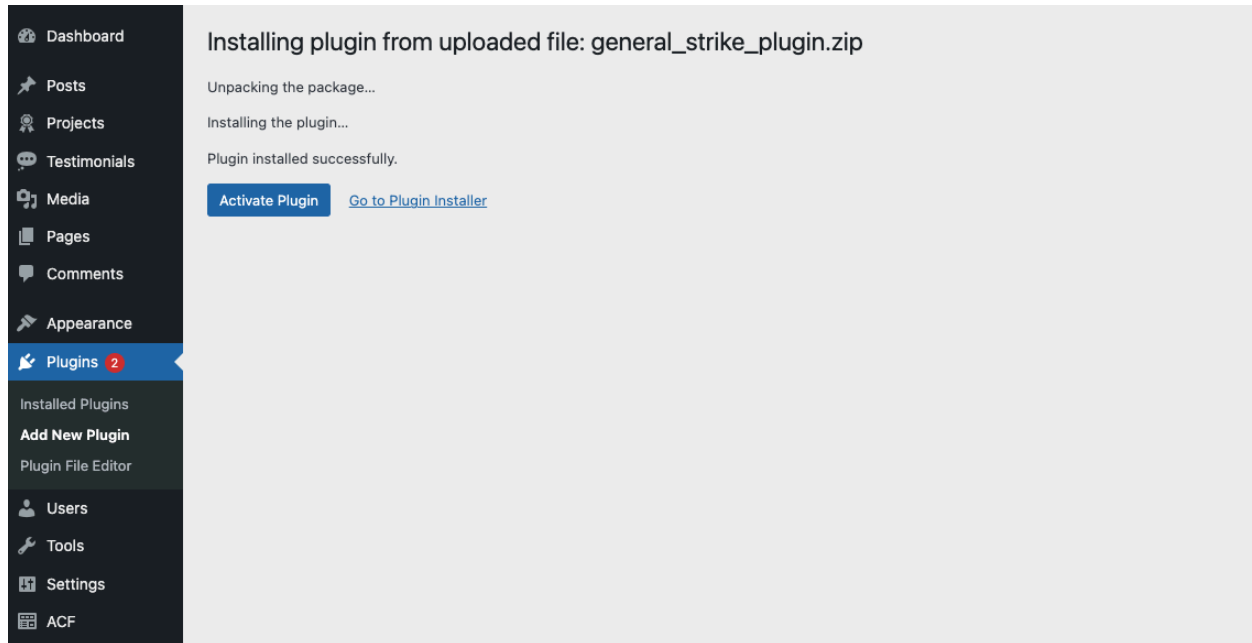 Dashboard
Posts
Projects
Testimonials
Media
Pages
Comments
Appearance
Plugins 2
Installed Plugins
Add New Plugin
Plugin File Editor
Users
Tools
Settings
ACF
Installing plugin from uploaded file: general_strike_plugin.zip
Unpacking the package...
Installing the plugin...
Plugin installed successfully.
Activate Plugin Go to Plugin Installer